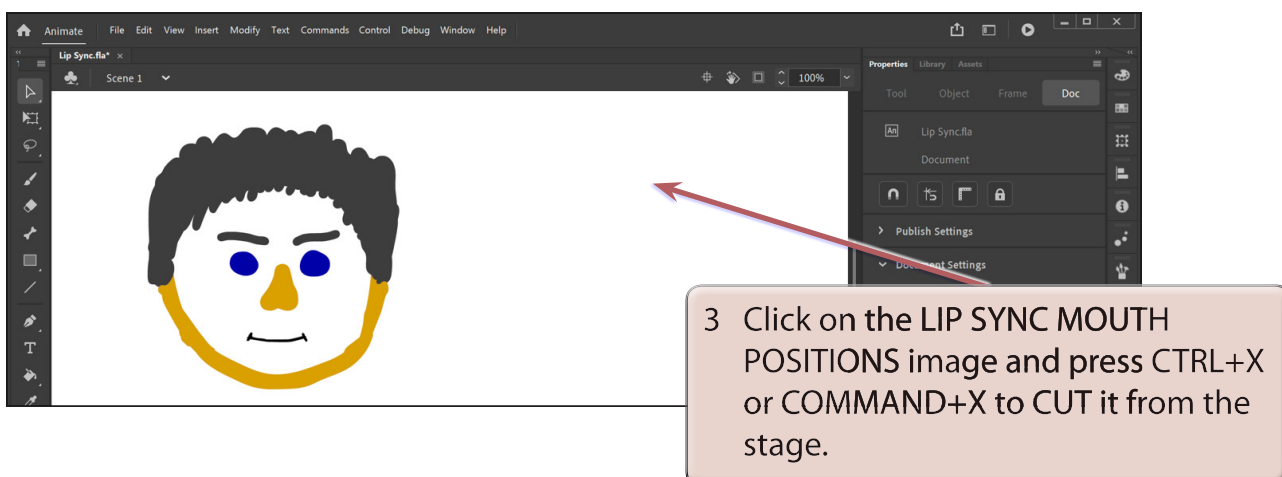 Animate File Edit View Insert Modify Text Commands Control Debug Window Help
Lip Sync.fla* ×
Scene 1
100%
Properties Library Assets
Tool Object Frame Doc
An Lip Sync.fla
Document
Publish Settings
Document Settings
T
3 Click on the LIP SYNC MOUTH
POSITIONS image and press CTRL+X
or COMMAND+X to CUT it from the
stage.